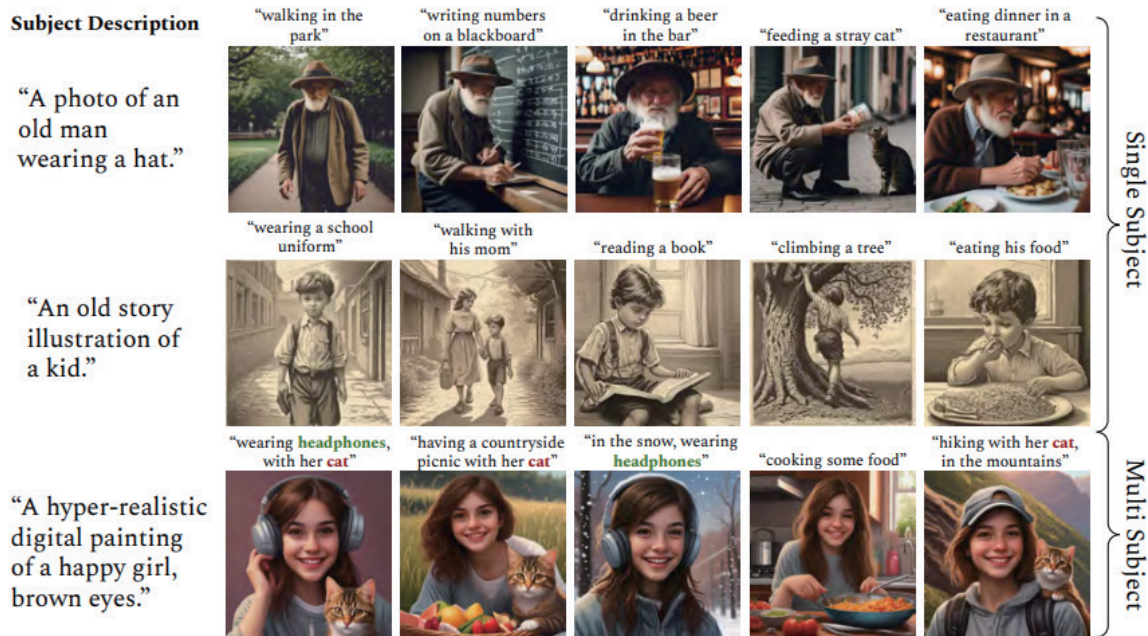 Subject Description
“walking in the
park”
“writing numbers
on a blackboard”
“drinking a beer
in the bar”
“feeding a stray cat”
“eating dinner in a
restaurant”
“A photo of an
old man
wearing a hat.”
“wearing a school
uniform”
“walking with
his mom”
“reading a book”
“climbing a tree”
“eating his food”
“An old story
illustration of
a kid.”
Single Subject
“wearing headphones,
with her cat”
“having a countryside
picnic with her cat”
“in the snow, wearing
headphones”
“cooking some food”
“hiking with her cat,
in the mountains”
“A hyper-realistic
digital painting
of a happy girl,
brown eyes.”
Multi Subject